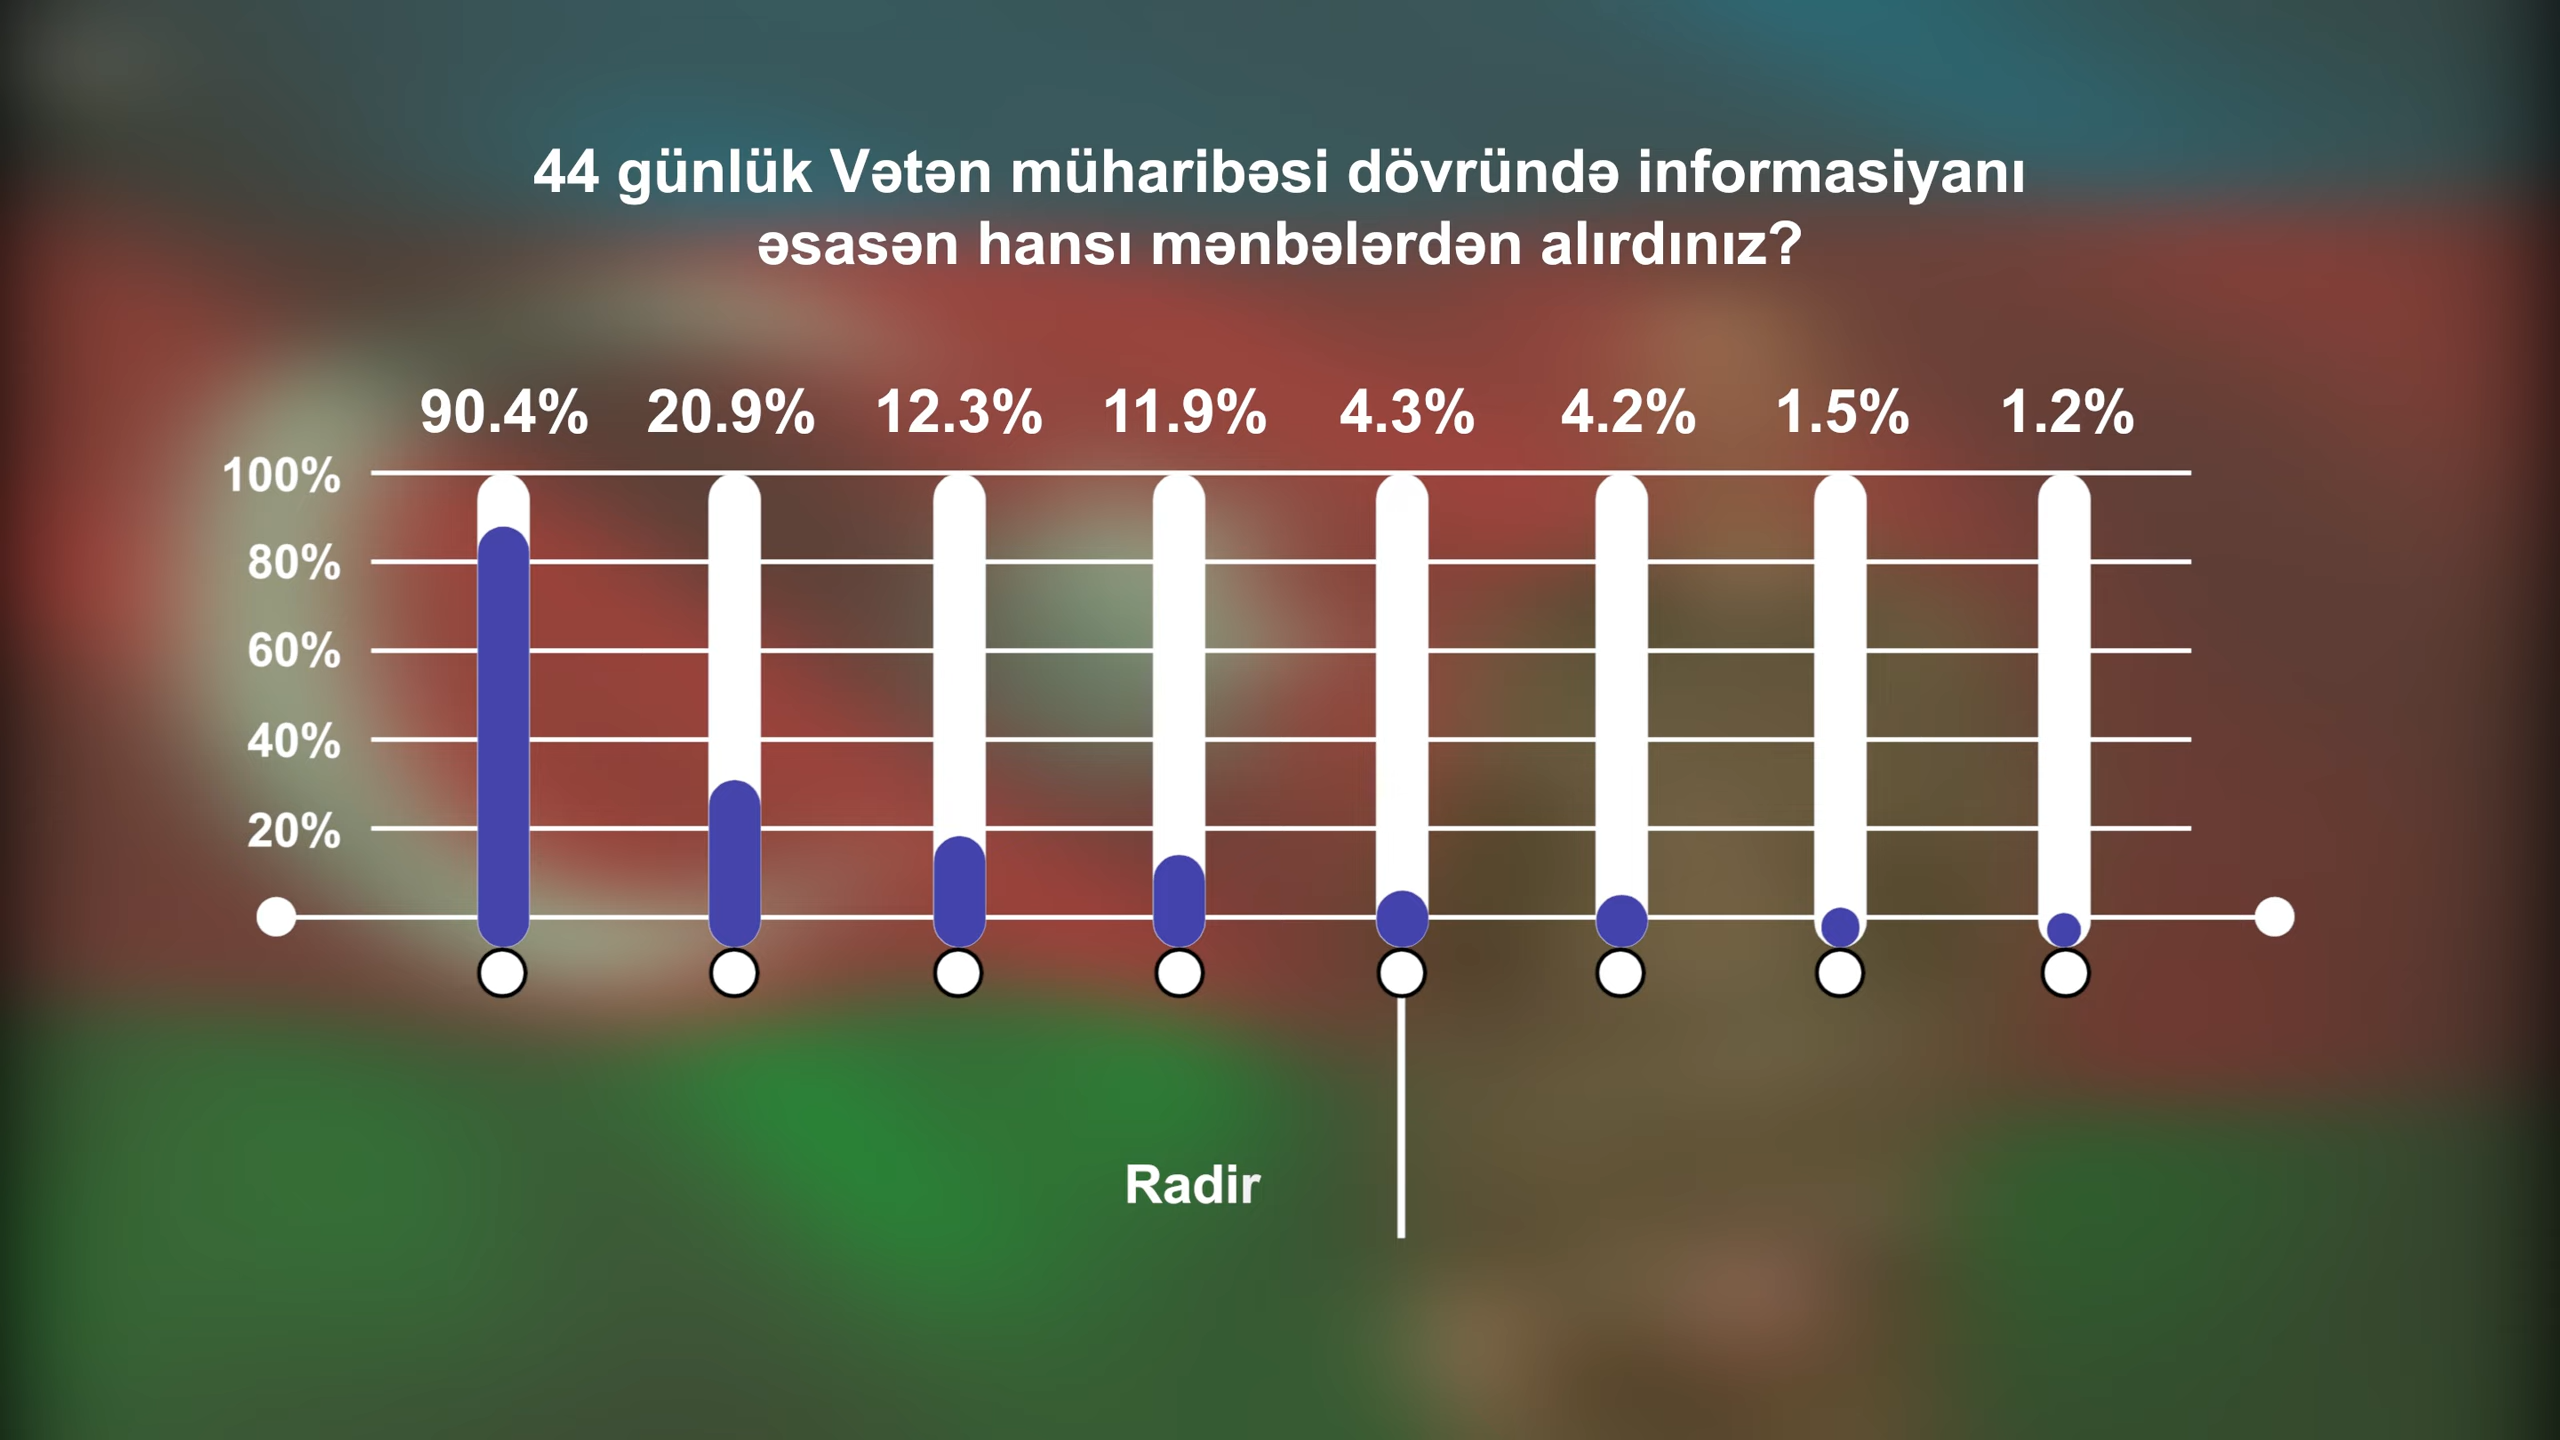 44 günlük Vətən müharibəsi dövründə informasiyanı
əsasən hansı mənbələrdən alırdınız?
90.4% 20.9% 12.3% 11.9% 4.3% 4.2% 1.5% 1.2%
100%
80%
60%
40%
20%
Radir